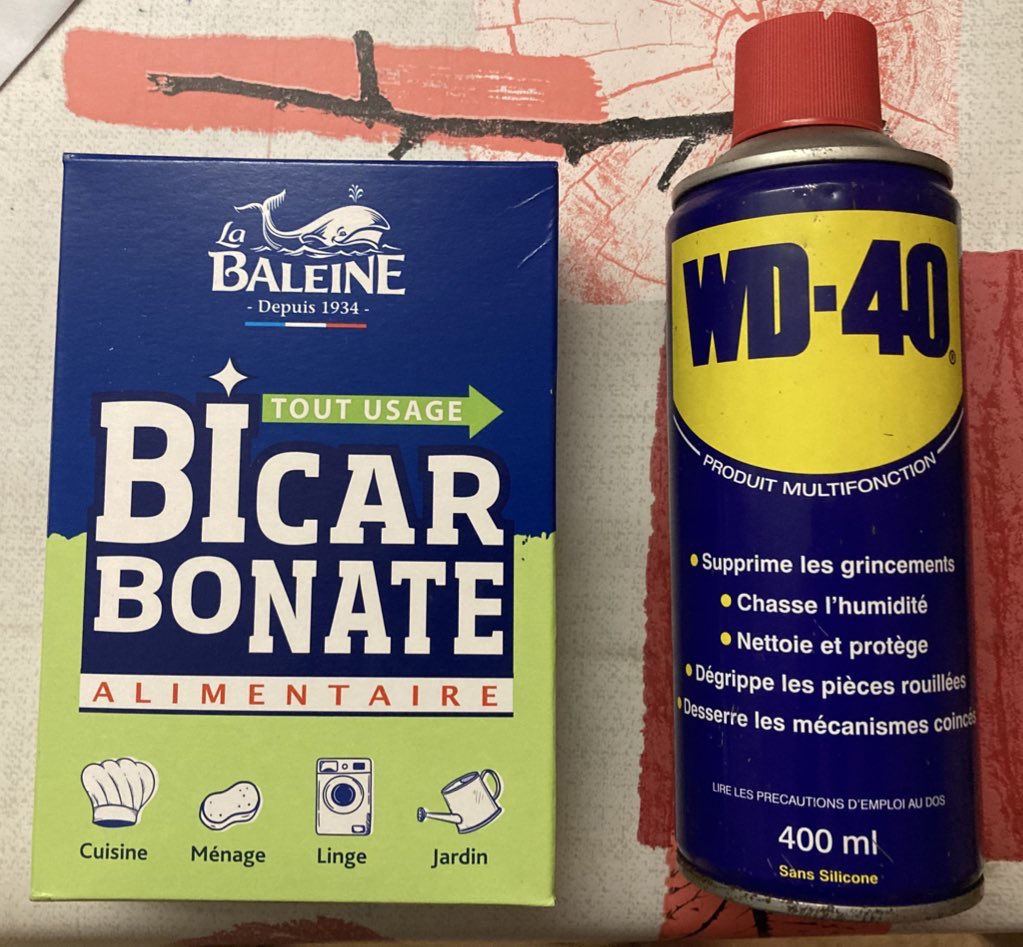 La
BALEINE
- Depuis 1934 -
TOUT USAGE
BICAR
BONATE
ALIMENTAIRE
Cuisine
Ménage
Linge
Jardin
WD-40®
PRODUIT MULTIFONCTION
• Supprime les grincements
• Chasse l'humidité
• Nettoie et protège
• Dégrippe les pièces rouillées
• Desserre les mécanismes coincés
LIRE LES PRECAUTIONS D'EMPLOI AU DOS
400 ml
Sans Silicone